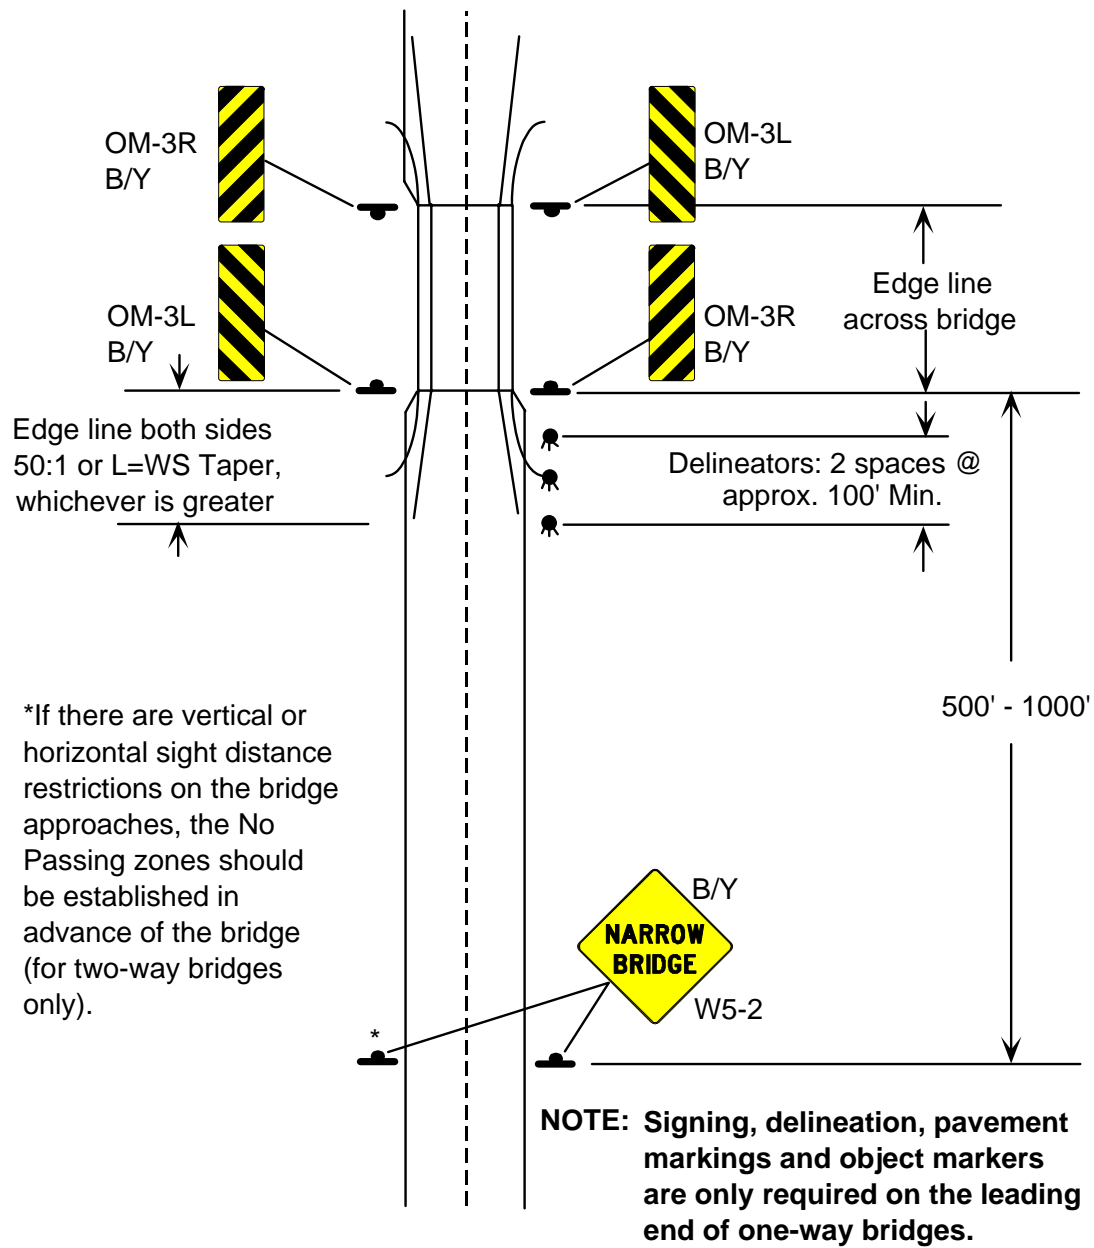 OM-3R
B/Y
OM-3L
B/Y
Edge line
across bridge
OM-3L
B/Y
OM-3R
B/Y
Edge line both sides
50:1 or L=WS Taper,
whichever is greater
Delineators: 2 spaces @
approx. 100' Min.
500' - 1000'
*If there are vertical or
horizontal sight distance
restrictions on the bridge
approaches, the No
Passing zones should
be established in
advance of the bridge
(for two-way bridges
only).
B/Y
NARROW
BRIDGE
W5-2
*
NOTE: Signing, delineation, pavement
markings and object markers
are only required on the leading
end of one-way bridges.